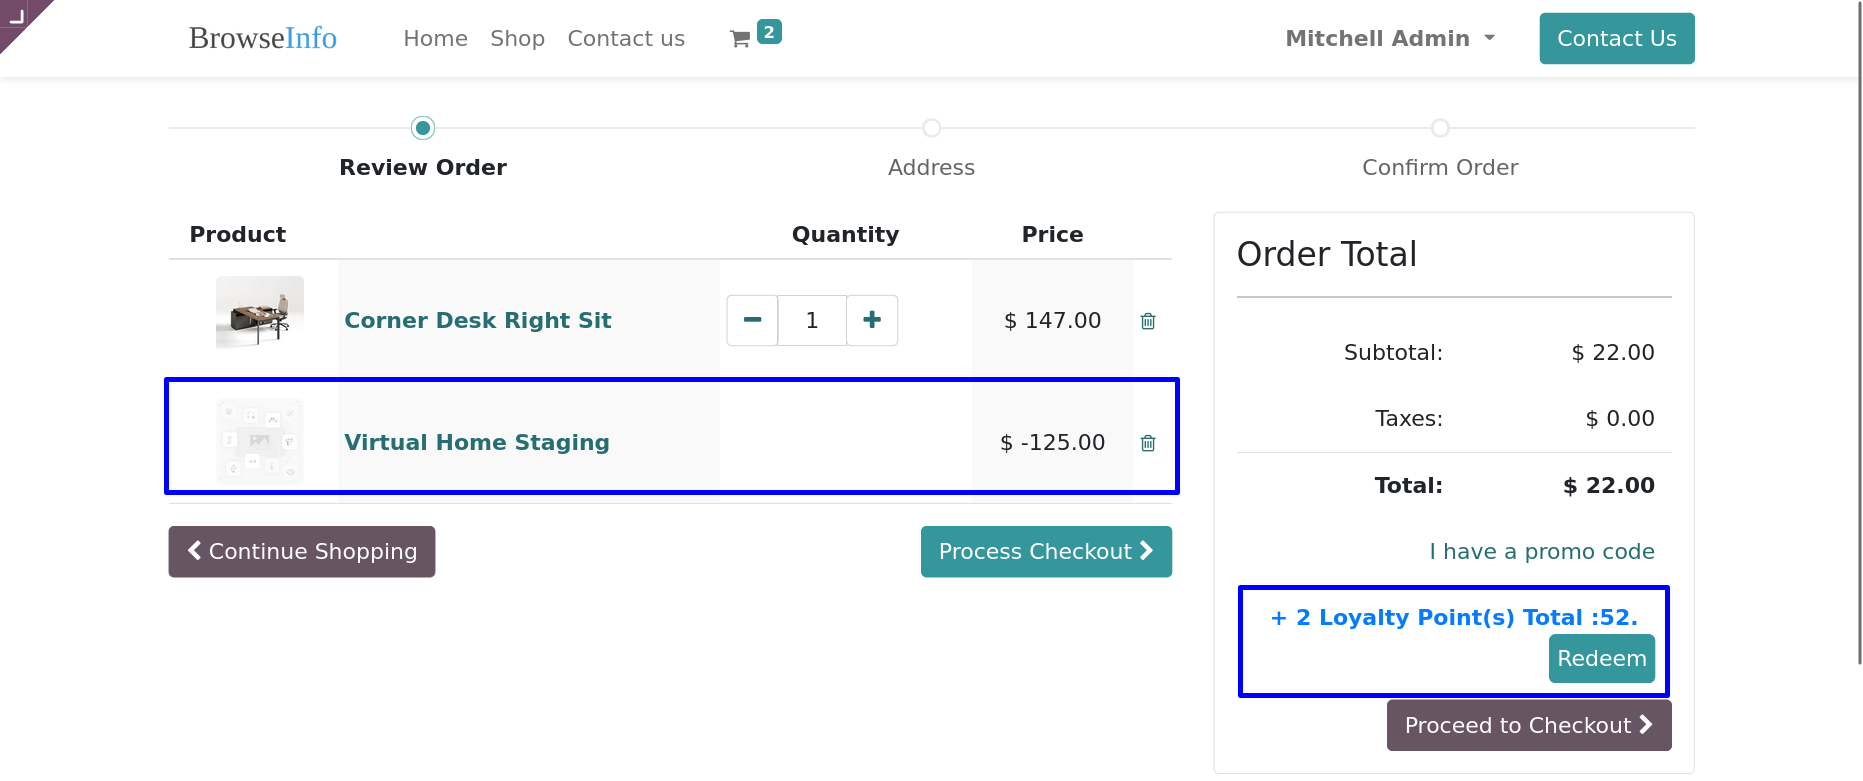 BrowseInfo Home Shop Contact us 2 Mitchell Admin Contact Us
Review Order Address Confirm Order
Product Quantity Price
Corner Desk Right Sit 1 $ 147.00
Virtual Home Staging $ -125.00
Continue Shopping Process Checkout
Order Total
Subtotal: $ 22.00
Taxes: $ 0.00
Total: $ 22.00
I have a promo code
+ 2 Loyalty Point(s) Total :52.
Redeem
Proceed to Checkout